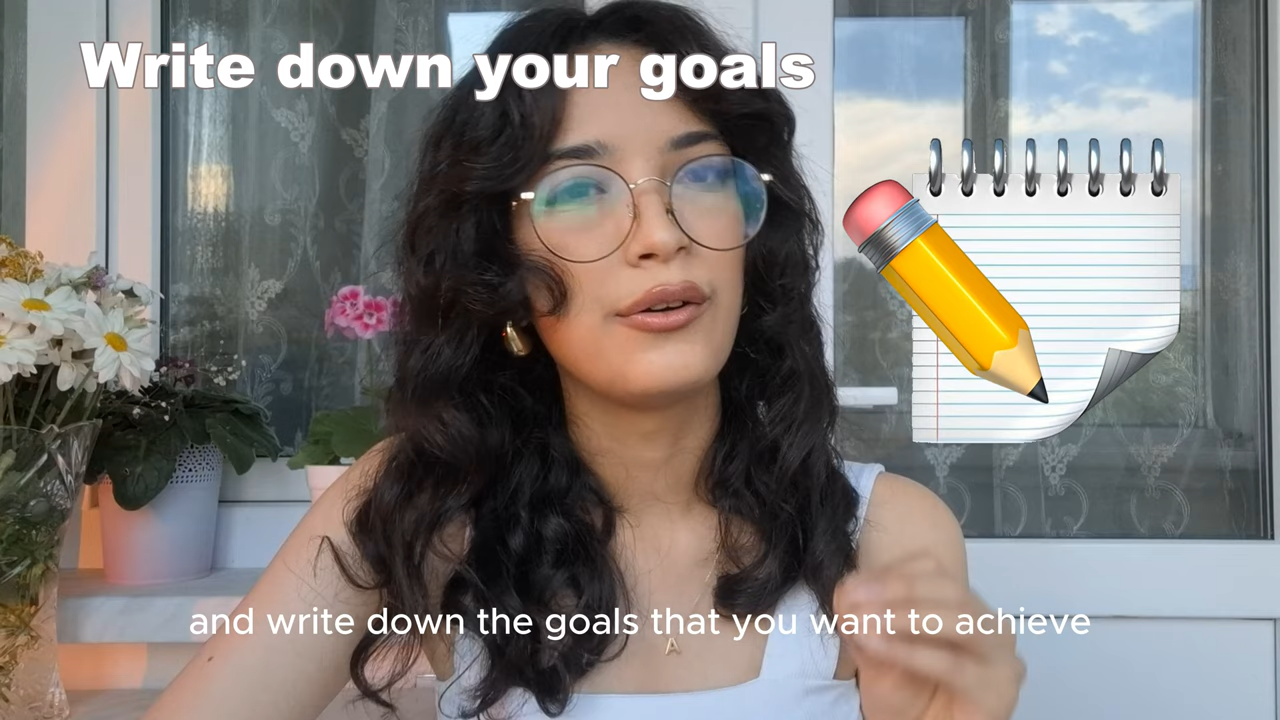 Write down your goals
and write down the goals that you want to achieve
A